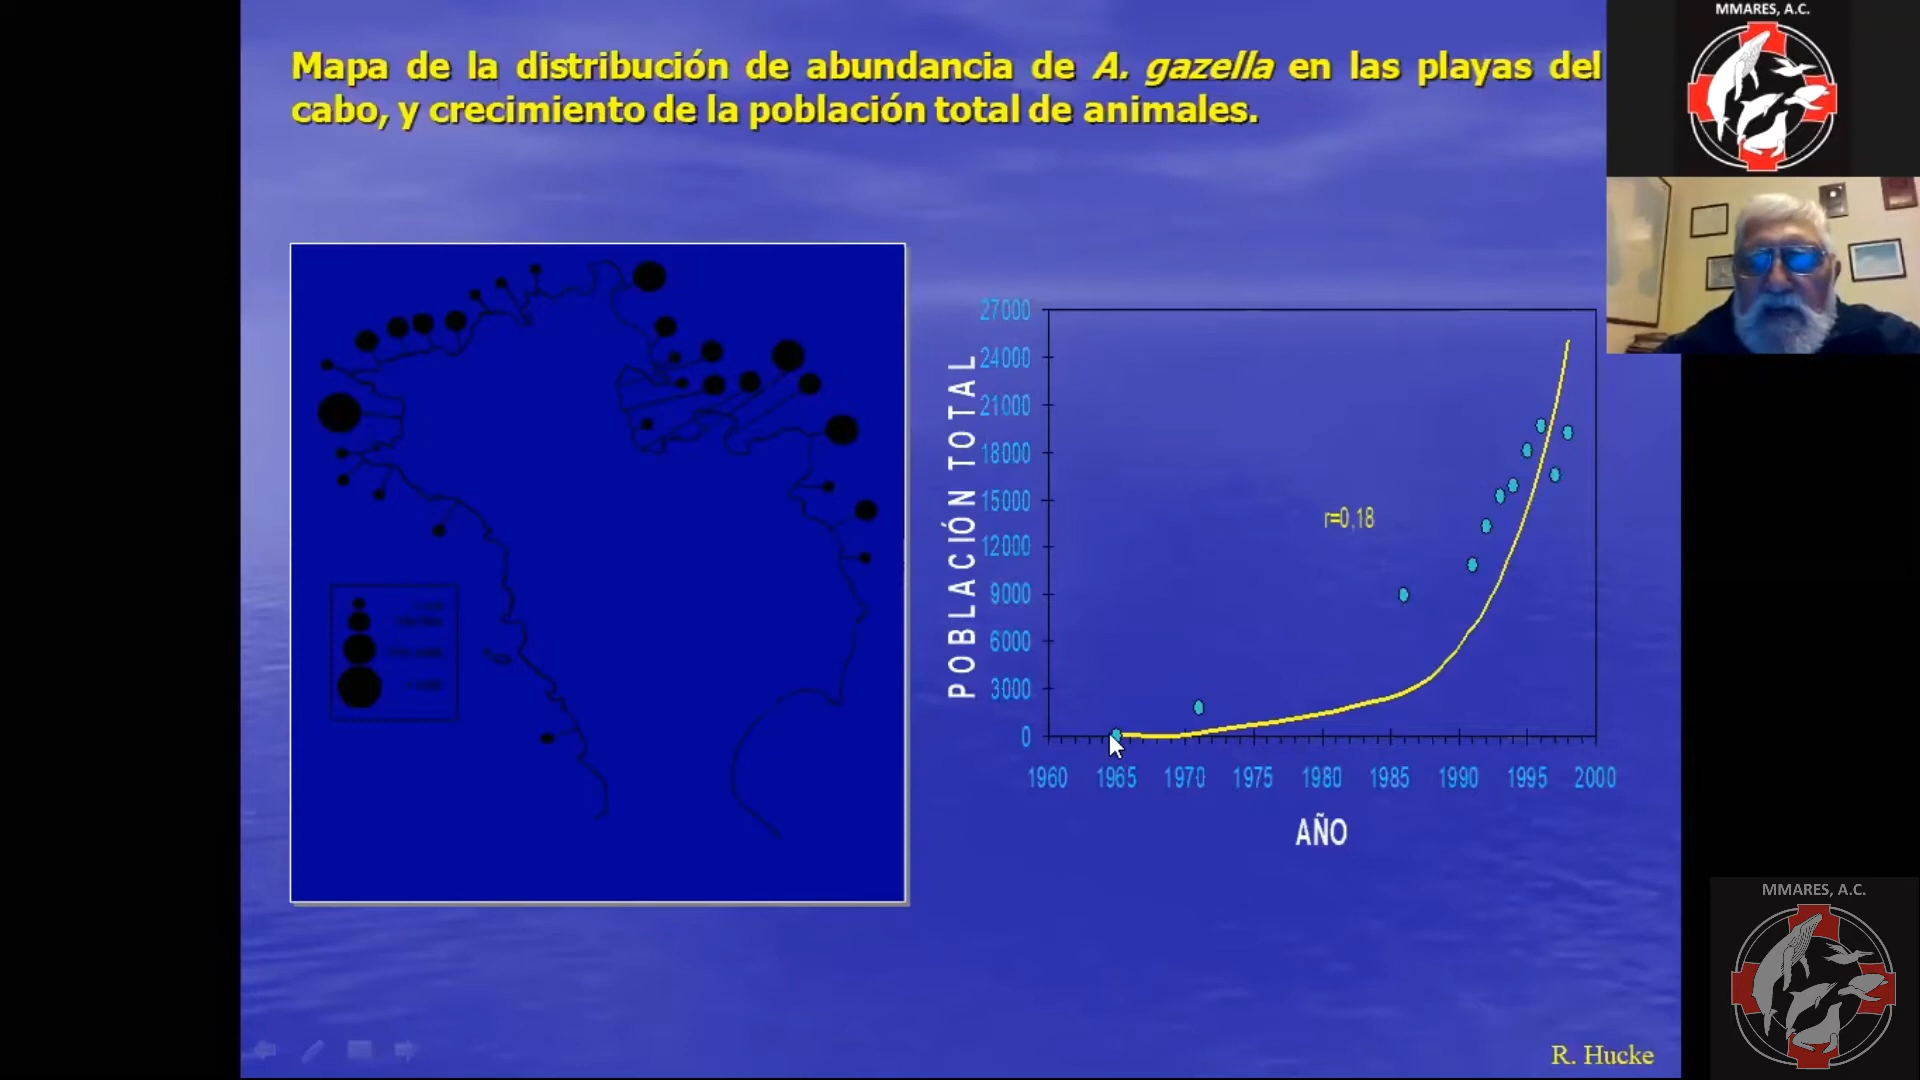 MMARES, A.C.
Mapa de la distribución de abundancia de A. gazella en las playas del
cabo, y crecimiento de la población total de animales.
POBLACIÓN TOTAL
27000
24000
21000
18000
15000
12000
9000
6000
3000
0
r=0,18
1960 1965 1970 1975 1980 1985 1990 1995 2000
AÑO
MMARES, A.C.
R. Hucke